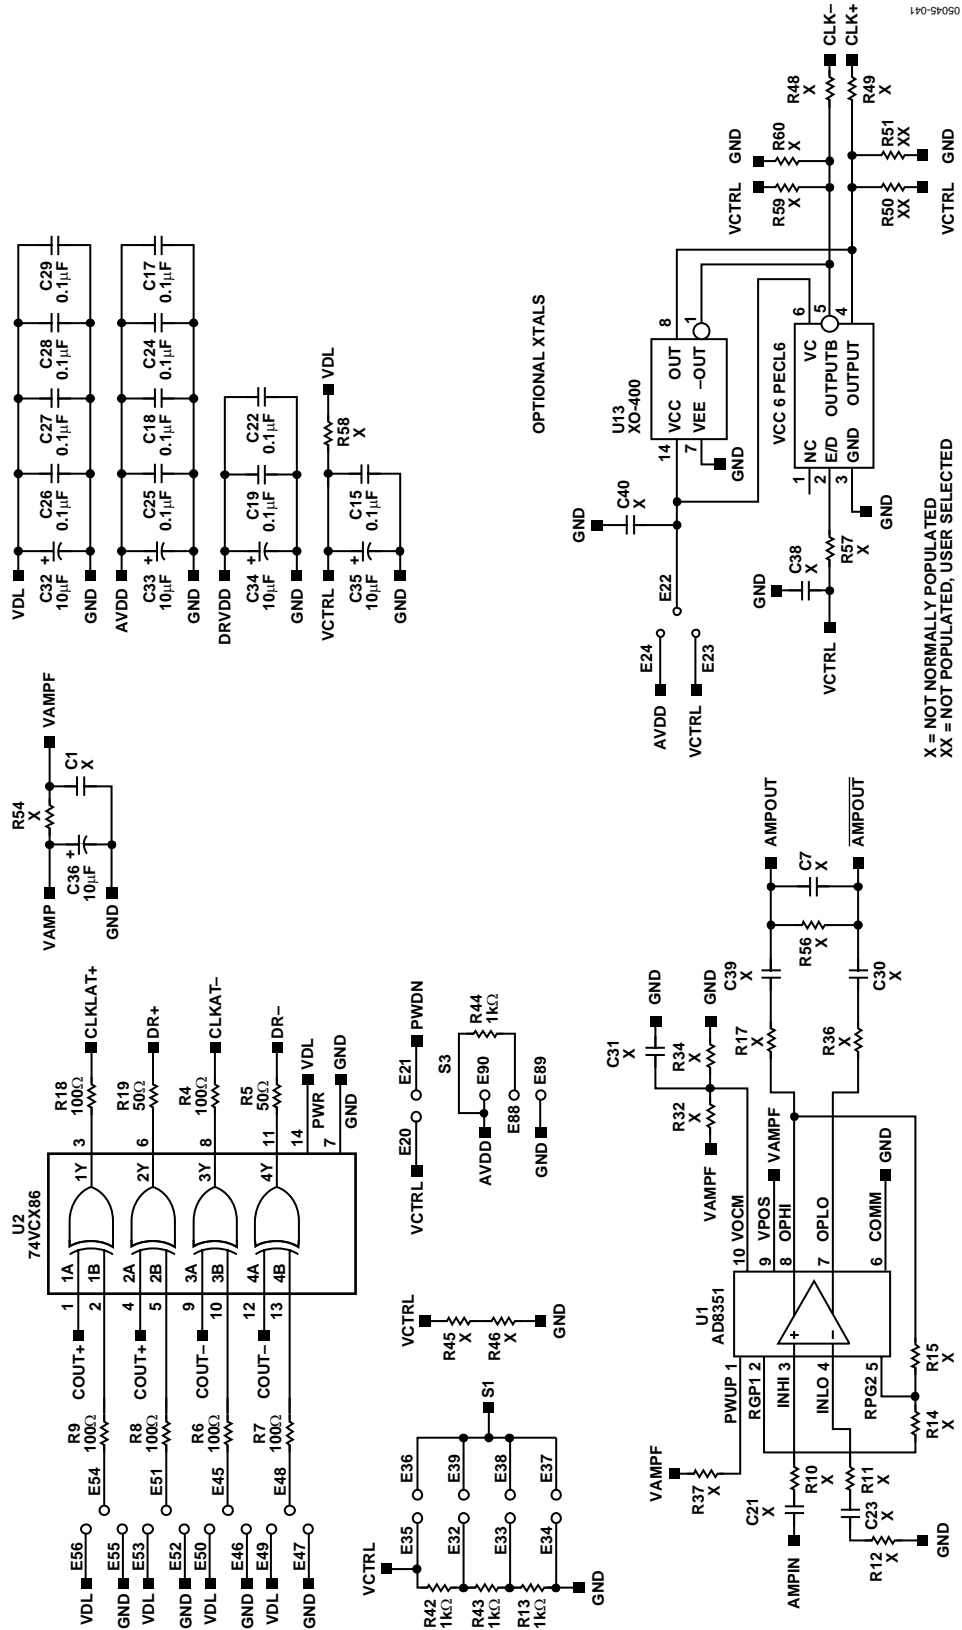 05045-041
VDL
GND
C32
10µF
+
C26
0.1µF
C27
0.1µF
C28
0.1µF
C29
0.1µF
AVDD
GND
C33
10µF
+
C25
0.1µF
C18
0.1µF
C24
0.1µF
C17
0.1µF
DRVDD
GND
C34
10µF
+
C19
0.1µF
C22
0.1µF
VCTRL
GND
C35
10µF
+
C15
0.1µF
R58
X
VDL
VAMP
GND
C36
10µF
+
R54
X
C1
X
VAMPF
U2
74VCX86
VDL
E56
GND
E55
E54
R9
100Ω
COUT+
1
1A
2
1B
1Y
3
R18
100Ω
CLKLAT+
VDL
E53
GND
E52
E51
R8
100Ω
COUT+
4
2A
5
2B
2Y
6
R19
50Ω
DR+
VDL
E50
GND
E46
E45
R6
100Ω
COUT–
9
3A
10
3B
3Y
8
R4
100Ω
CLKAT–
VDL
E49
GND
E47
E48
R7
100Ω
COUT–
12
4A
13
4B
4Y
11
R5
50Ω
DR–
14
PWR
VDL
7
GND
GND
VCTRL
E35
E36
R42
1kΩ
E32
E39
R43
1kΩ
E33
E38
R13
1kΩ
E34
E37
GND
S1
VCTRL
R45
X
R46
X
GND
VCTRL
E20
E21
PWDN
S3
AVDD
E90
R44
1kΩ
E88
GND
E89
U1
AD8351
VAMPF
R37
X
PWUP 1
RGP1 2
INHI 3
INLO 4
RPG2 5
+
–
AMPIN
C21
X
R10
X
C23
X
R11
X
R12
X
GND
R14
X
R15
X
10 VOCM
9 VPOS
8 OPHI
7 OPLO
6 COMM
VAMPF
GND
VAMPF
R32
X
R34
X
GND
C31
X
GND
R17
X
C39
X
R36
X
C30
X
R56
X
C7
X
AMPOUT
AMPOUT
OPTIONAL XTALS
AVDD
E24
VCTRL
E23
E22
GND
C40
X
U13
XO-400
14
VCC
OUT
8
7
VEE
–OUT
1
GND
VCC 6 PECL6
1
NC
VC
6
2
E/D
OUTPUTB
5
3
GND
OUTPUT
4
GND
VCTRL
GND
C38
X
R57
X
VCTRL
R59
X
GND
R60
X
R48
X
CLK–
R49
X
CLK+
R50
XX
VCTRL
R51
XX
GND
X = NOT NORMALLY POPULATED
XX = NOT POPULATED, USER SELECTED